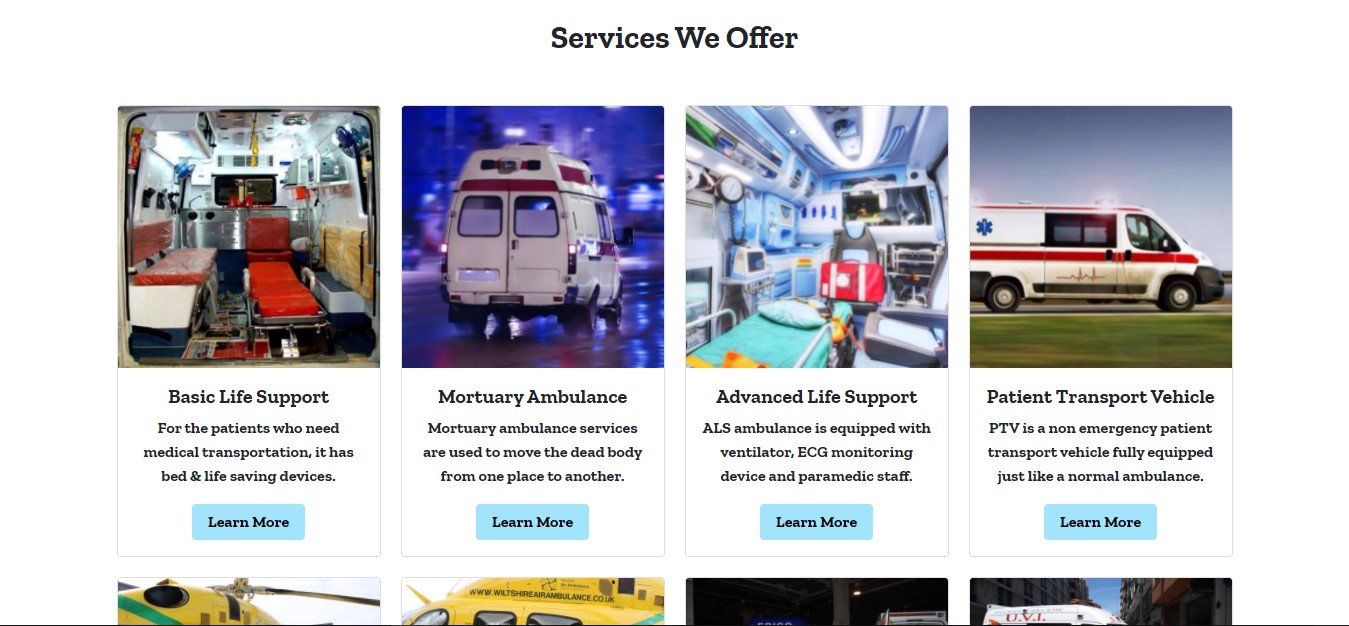 Services We Offer
Basic Life Support
For the patients who need
medical transportation, it has
bed & life saving devices.
Learn More
Mortuary Ambulance
Mortuary ambulance services
are used to move the dead body
from one place to another.
Learn More
Advanced Life Support
ALS ambulance is equipped with
ventilator, ECG monitoring
device and paramedic staff.
Learn More
Patient Transport Vehicle
PTV is a non emergency patient
transport vehicle fully equipped
just like a normal ambulance.
Learn More
WWW.WILTSHIREAIRAMBULANCE.CO.UK
U.V.I.